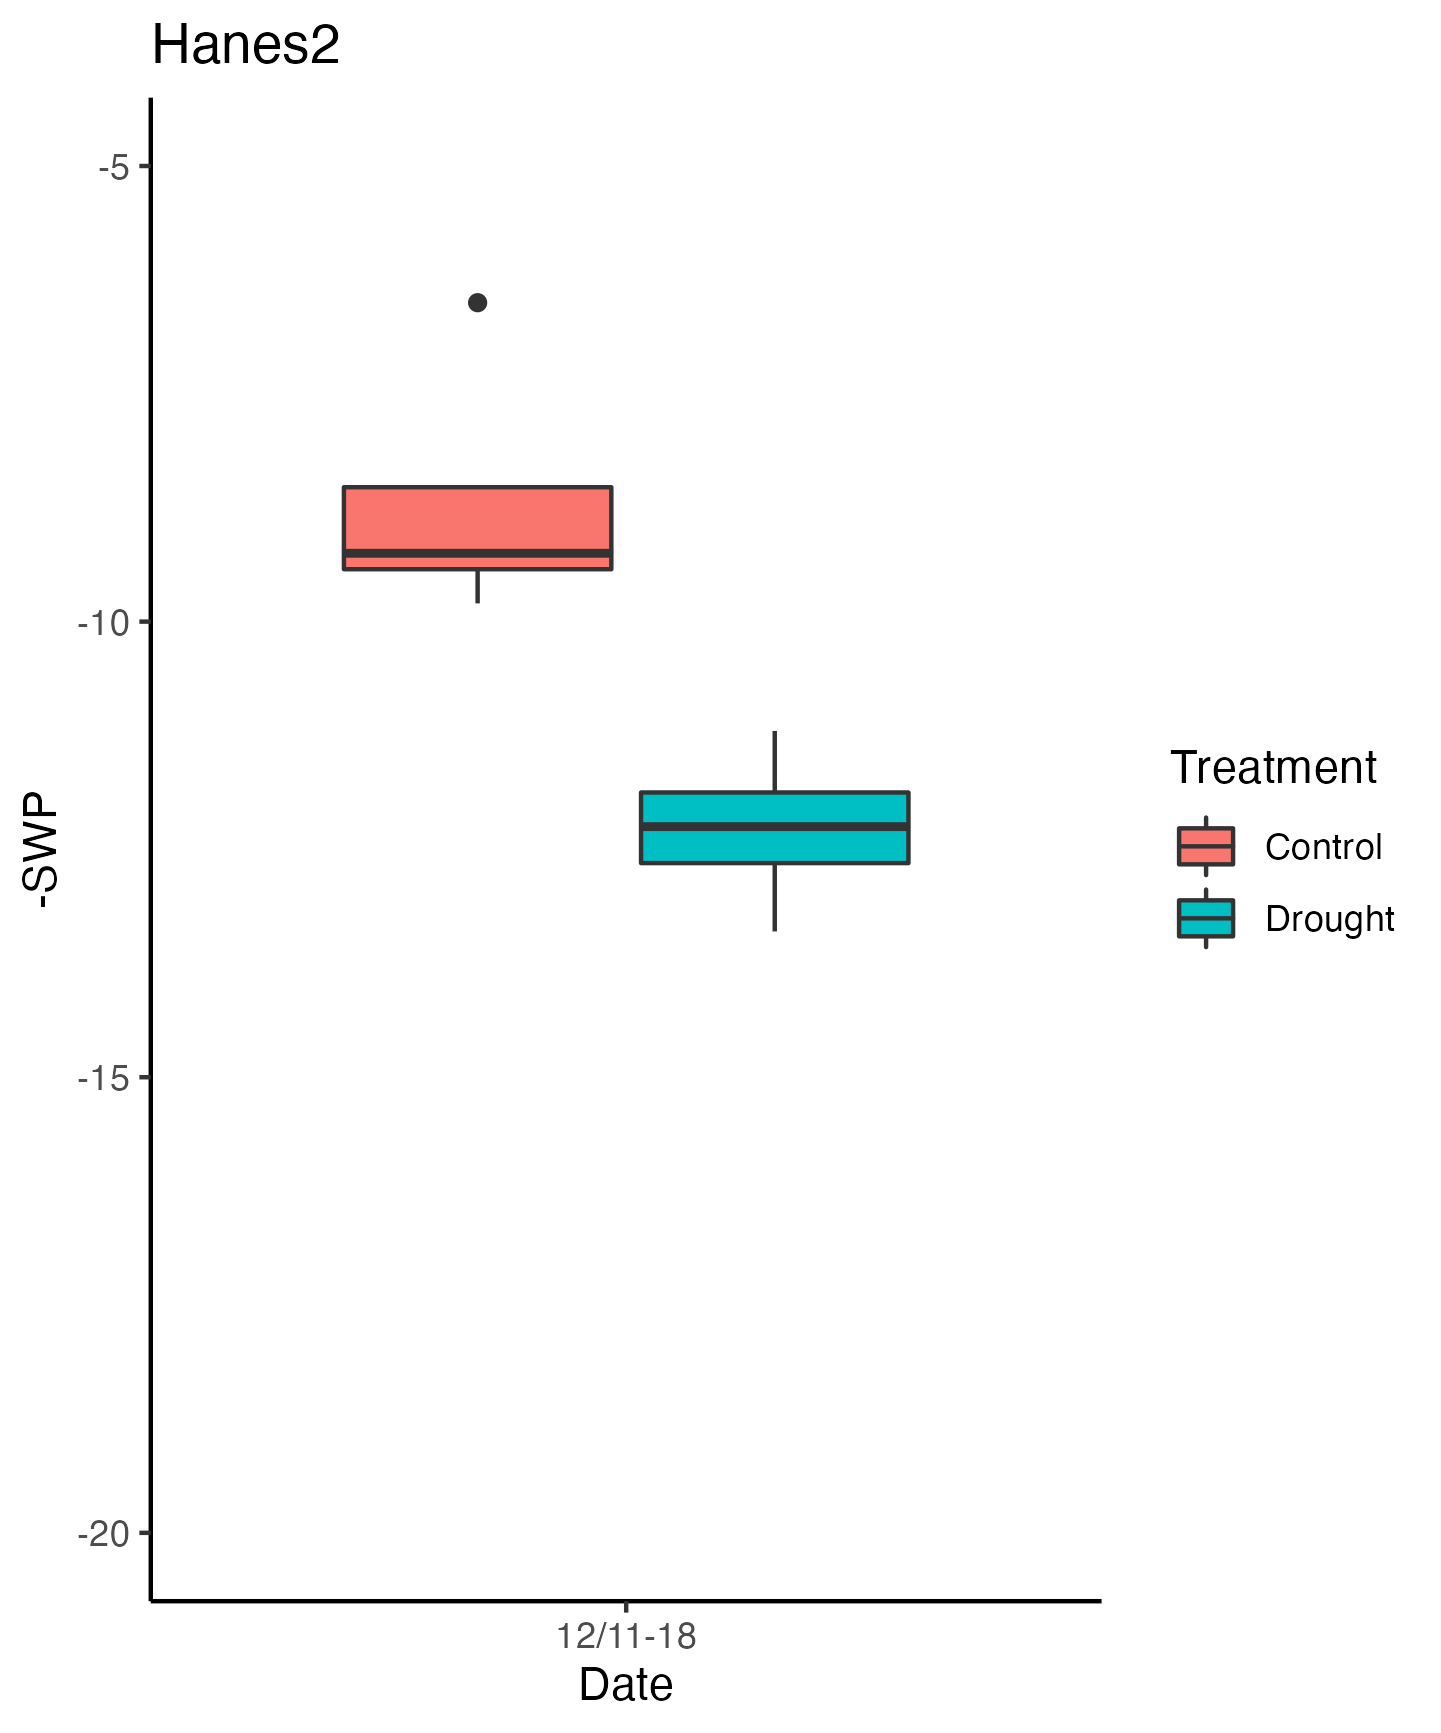 Hanes2
-5
-10
-15
-20
-SWP
12/11-18
Date
Treatment
Control
Drought